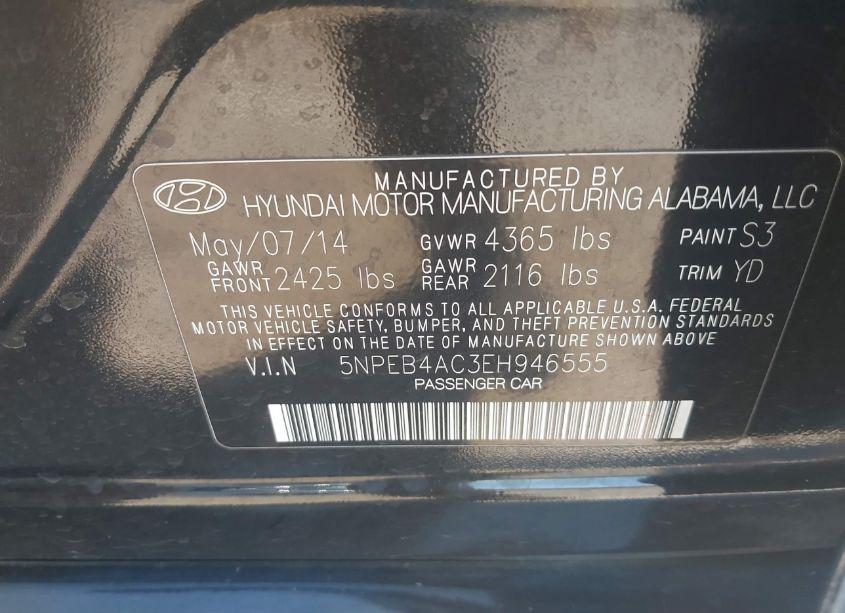 MANUFACTURED BY
HYUNDAI MOTOR MANUFACTURING ALABAMA, LLC
May/07/14 GVWR 4365 lbs PAINT S3
GAWR FRONT 2425 lbs GAWR REAR 2116 lbs TRIM YD
THIS VEHICLE CONFORMS TO ALL APPLICABLE U.S.A. FEDERAL
MOTOR VEHICLE SAFETY, BUMPER, AND THEFT PREVENTION STANDARDS
IN EFFECT ON THE DATE OF MANUFACTURE SHOWN ABOVE
V.I.N 5NPEB4AC3EH946555
PASSENGER CAR